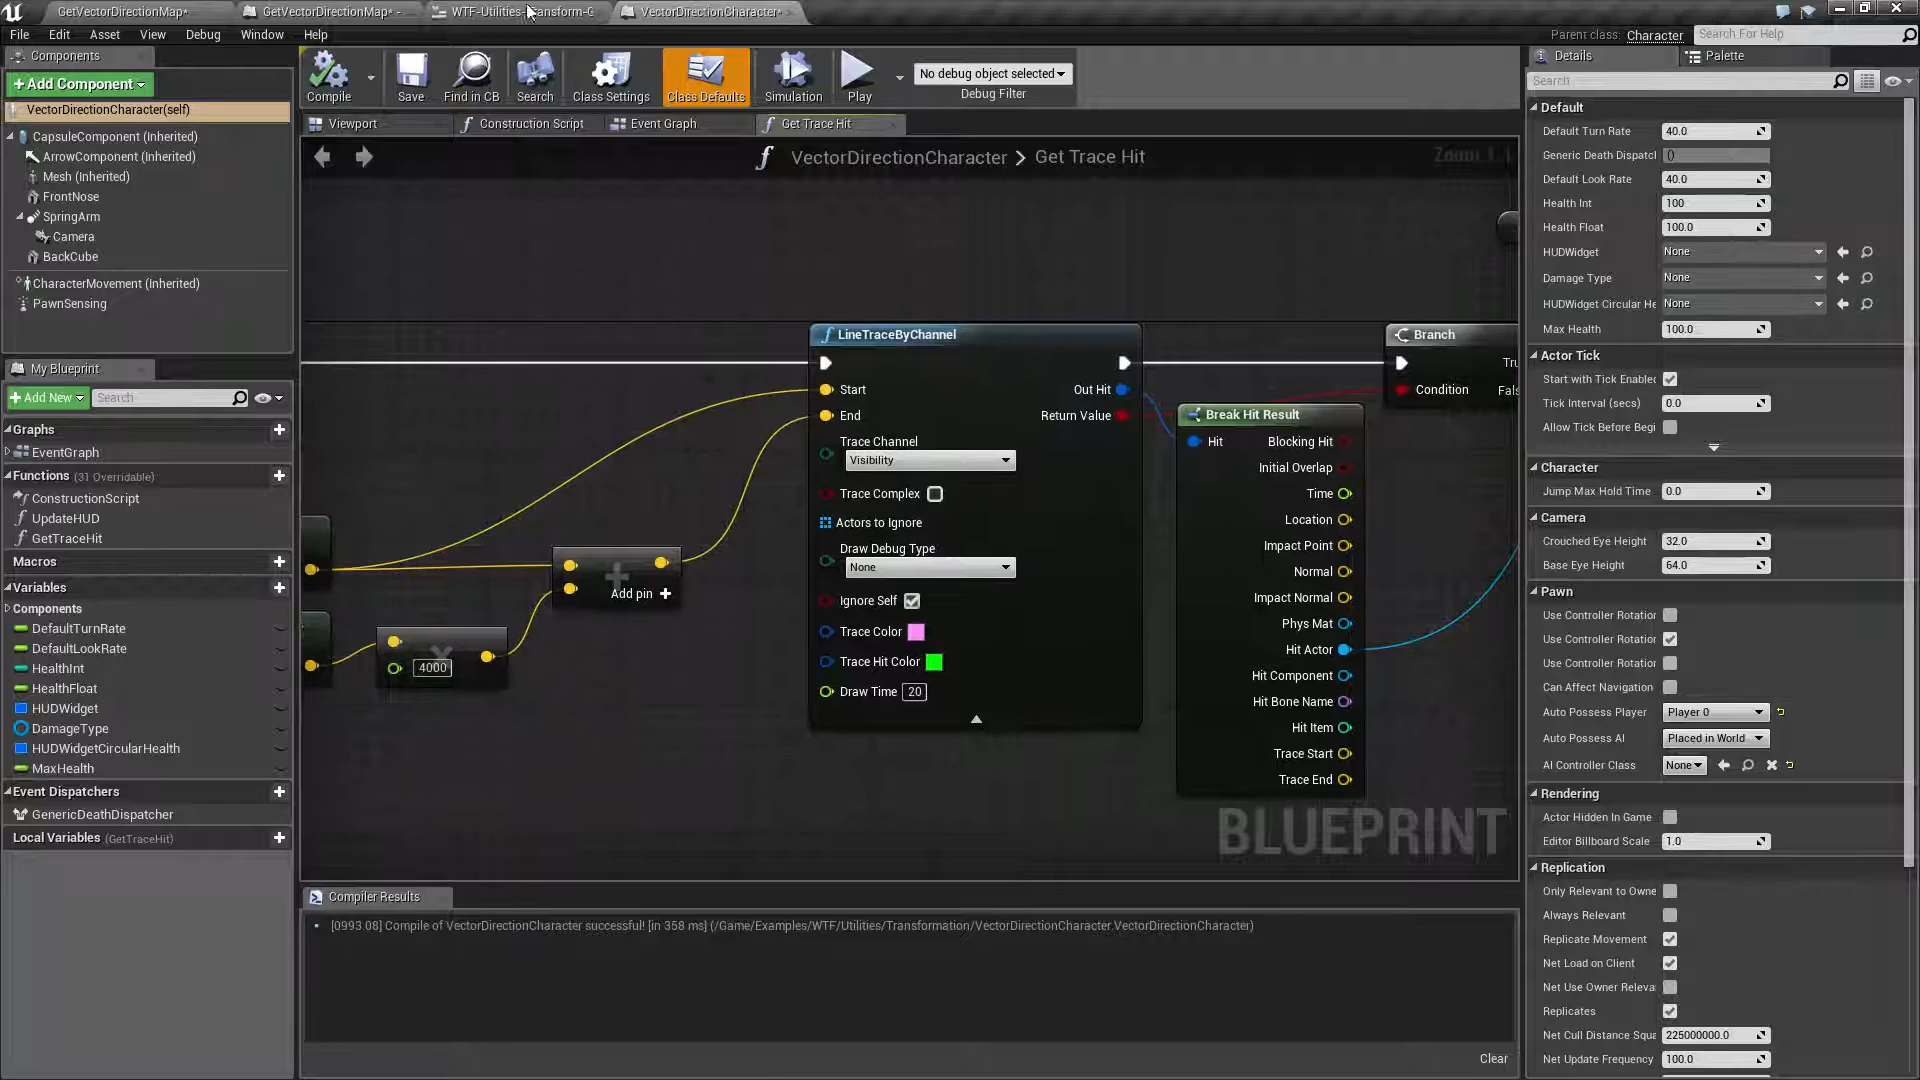 GetVectorDirectionMap*
GetVectorDirectionMap* -
WTF-Utilities-Transform-G
VectorDirectionCharacter*
File Edit Asset View Debug Window Help
Parent class: Character
Search For Help
Components
+ Add Component
VectorDirectionCharacter(self)
CapsuleComponent (Inherited)
ArrowComponent (Inherited)
Mesh (Inherited)
FrontNose
SpringArm
Camera
BackCube
CharacterMovement (Inherited)
PawnSensing
My Blueprint
+ Add New
Search
Graphs
EventGraph
Functions (31 Overridable)
ConstructionScript
UpdateHUD
GetTraceHit
Macros
Variables
Components
DefaultTurnRate
DefaultLookRate
HealthInt
HealthFloat
HUDWidget
DamageType
HUDWidgetCircularHealth
MaxHealth
Event Dispatchers
GenericDeathDispatcher
Local Variables (GetTraceHit)
Compile
Save
Find in CB
Search
Class Settings
Class Defaults
Simulation
Play
No debug object selected
Debug Filter
Viewport
Construction Script
Event Graph
Get Trace Hit
VectorDirectionCharacter > Get Trace Hit
Zoom 1:1
Add pin +
4000
LineTraceByChannel
Start
End
Out Hit
Return Value
Trace Channel
Visibility
Trace Complex
Actors to Ignore
Draw Debug Type
None
Ignore Self
Trace Color
Trace Hit Color
Draw Time 20
Break Hit Result
Hit
Blocking Hit
Initial Overlap
Time
Location
Impact Point
Normal
Impact Normal
Phys Mat
Hit Actor
Hit Component
Hit Bone Name
Hit Item
Trace Start
Trace End
Branch
Tru
Condition
Fals
BLUEPRINT
Compiler Results
[0993.08] Compile of VectorDirectionCharacter successful! [in 358 ms] (/Game/Examples/WTF/Utilities/Transformation/VectorDirectionCharacter.VectorDirectionCharacter)
Clear
Details
Palette
Search
Default
Default Turn Rate 40.0
Generic Death Dispatcl ()
Default Look Rate 40.0
Health Int 100
Health Float 100.0
HUDWidget None
Damage Type None
HUDWidget Circular He None
Max Health 100.0
Actor Tick
Start with Tick Enablec
Tick Interval (secs) 0.0
Allow Tick Before Begi
Character
Jump Max Hold Time 0.0
Camera
Crouched Eye Height 32.0
Base Eye Height 64.0
Pawn
Use Controller Rotation
Use Controller Rotation
Use Controller Rotation
Can Affect Navigation
Auto Possess Player Player 0
Auto Possess AI Placed in World
AI Controller Class None
Rendering
Actor Hidden In Game
Editor Billboard Scale 1.0
Replication
Only Relevant to Owne
Always Relevant
Replicate Movement
Net Load on Client
Net Use Owner Releva
Replicates
Net Cull Distance Squa 225000000.0
Net Update Frequency 100.0